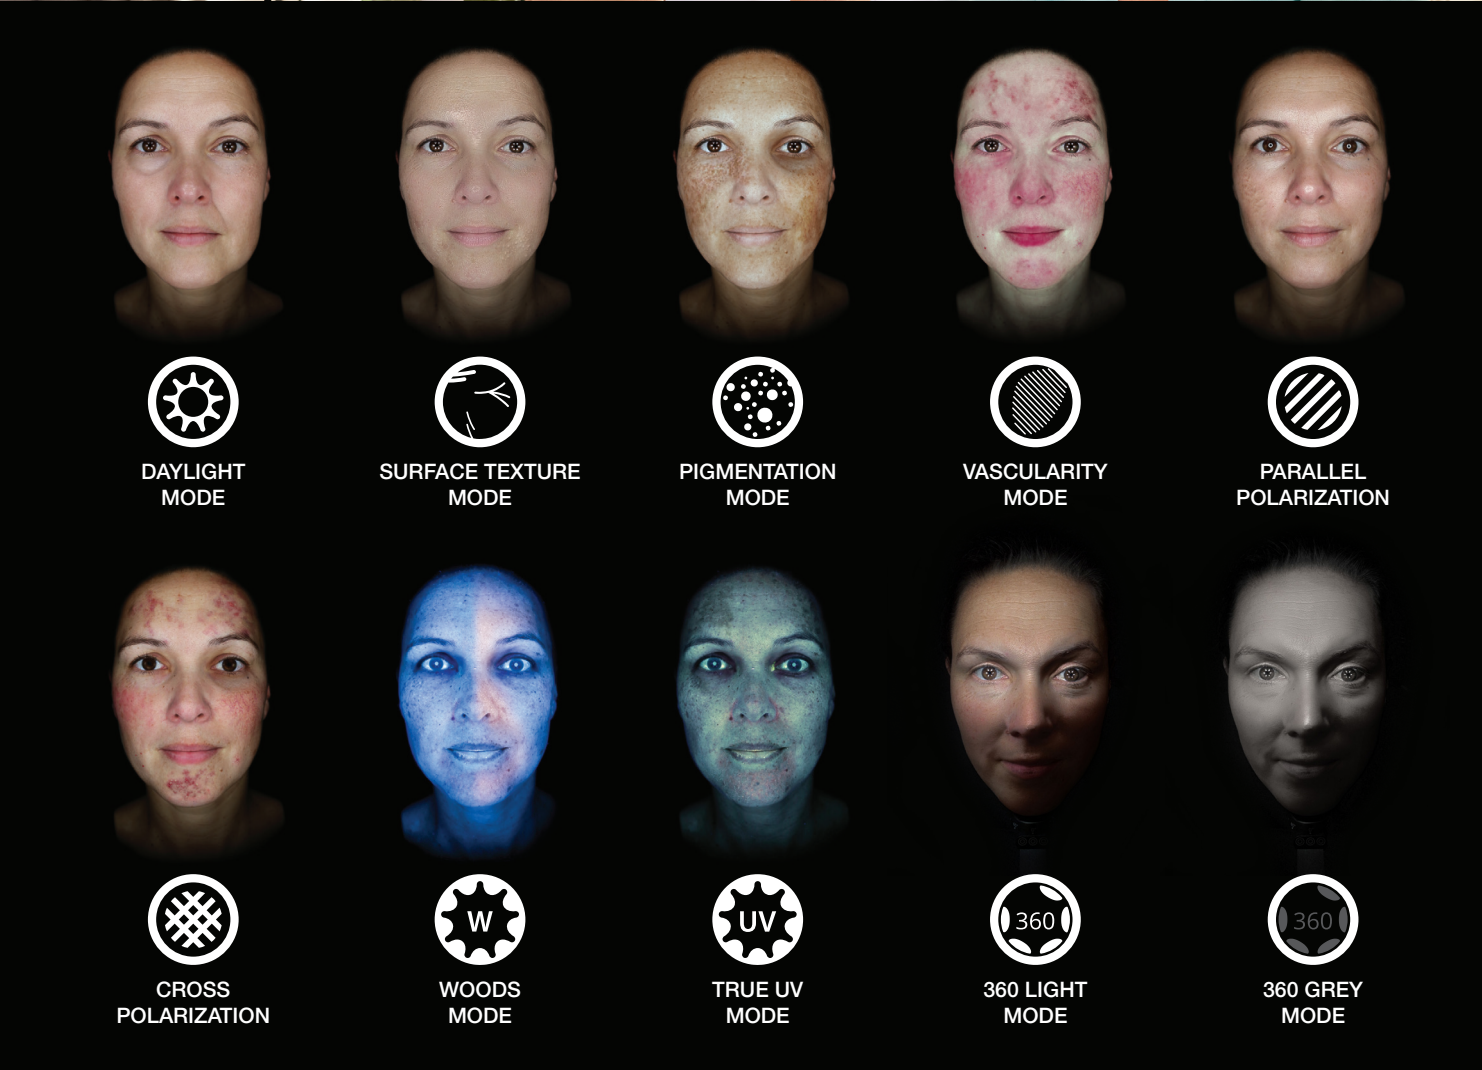 DAYLIGHT
MODE
SURFACE TEXTURE
MODE
PIGMENTATION
MODE
VASCULARITY
MODE
PARALLEL
POLARIZATION
W
UV
360
360
CROSS
POLARIZATION
WOODS
MODE
TRUE UV
MODE
360 LIGHT
MODE
360 GREY
MODE